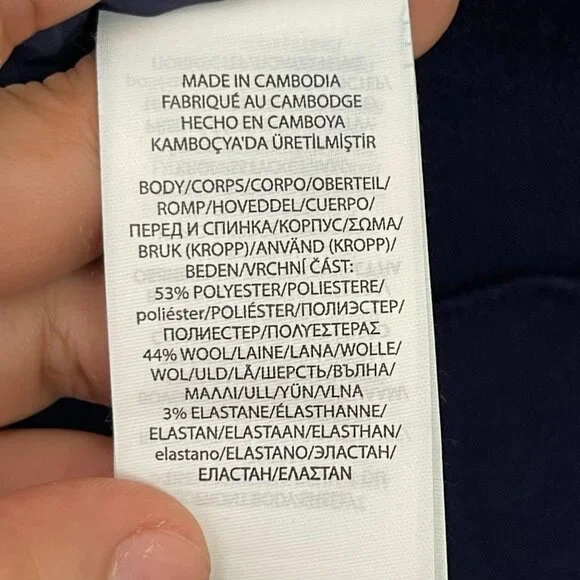 MADE IN CAMBODIA
FABRIQUÉ AU CAMBODGE
HECHO EN CAMBOYA
KAMBOÇYA'DA ÜRETİLMİŞTİR
BODY/CORPS/CORPO/OBERTEIL/
ROMP/HOVEDDEL/CUERPO/
ПЕРЕД И СПИНКА/КОРПУС/ΣΩΜΑ/
BRUK (KROPP)/ANVÄND (KROPP)/
BEDEN/VRCHNÍ ČÁST:
53% POLYESTER/POLIESTERE/
poliéster/POLIÉSTER/ПОЛИЭСТЕР/
ПОЛИЕСТЕР/ΠΟΛΥΕΣΤΕΡΑΣ
44% WOOL/LAINE/LANA/WOLLE/
WOL/ULD/LÃ/ШЕРСТЬ/ВЪЛНА/
ΜΑΛΛΙ/ULL/YÜN/VLNA
3% ELASTANE/ÉLASTHANNE/
ELASTAN/ELASTAAN/ELASTHAN/
elastano/ELASTANO/ЭЛАСТАН/
ЕЛАСТАН/ΕΛΑΣΤΑΝ